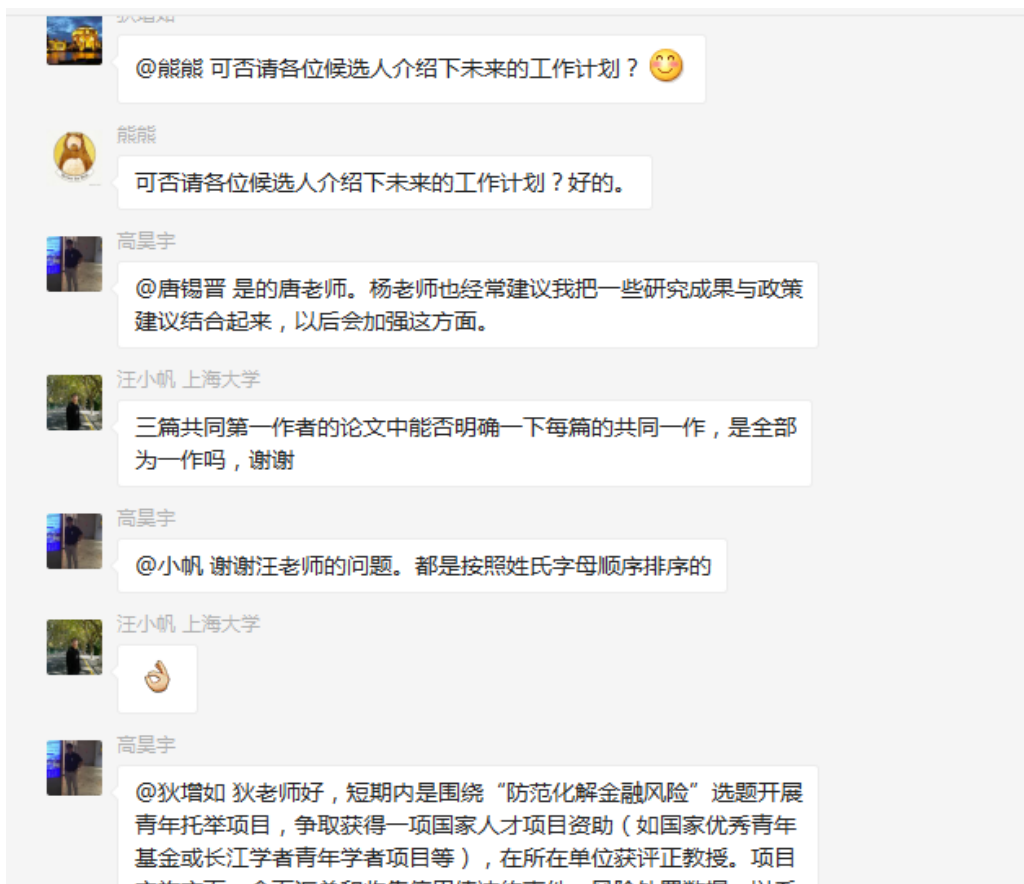 @熊熊 可否请各位候选人介绍下未来的工作计划？
熊熊
可否请各位候选人介绍下未来的工作计划？好的。
高昊宇
@唐锡晋 是的唐老师。杨老师也经常建议我把一些研究成果与政策
建议结合起来，以后会加强这方面。
汪小帆 上海大学
三篇共同第一作者的论文中能否明确一下每篇的共同一作，是全部
为一作吗，谢谢
高昊宇
@小帆 谢谢汪老师的问题。都是按照姓氏字母顺序排序的
汪小帆 上海大学
高昊宇
@狄增如 狄老师好，短期内是围绕“防范化解金融风险”选题开展
青年托举项目，争取获得一项国家人才项目资助（如国家优秀青年
基金或长江学者青年学者项目等），在所在单位获评正教授。项目